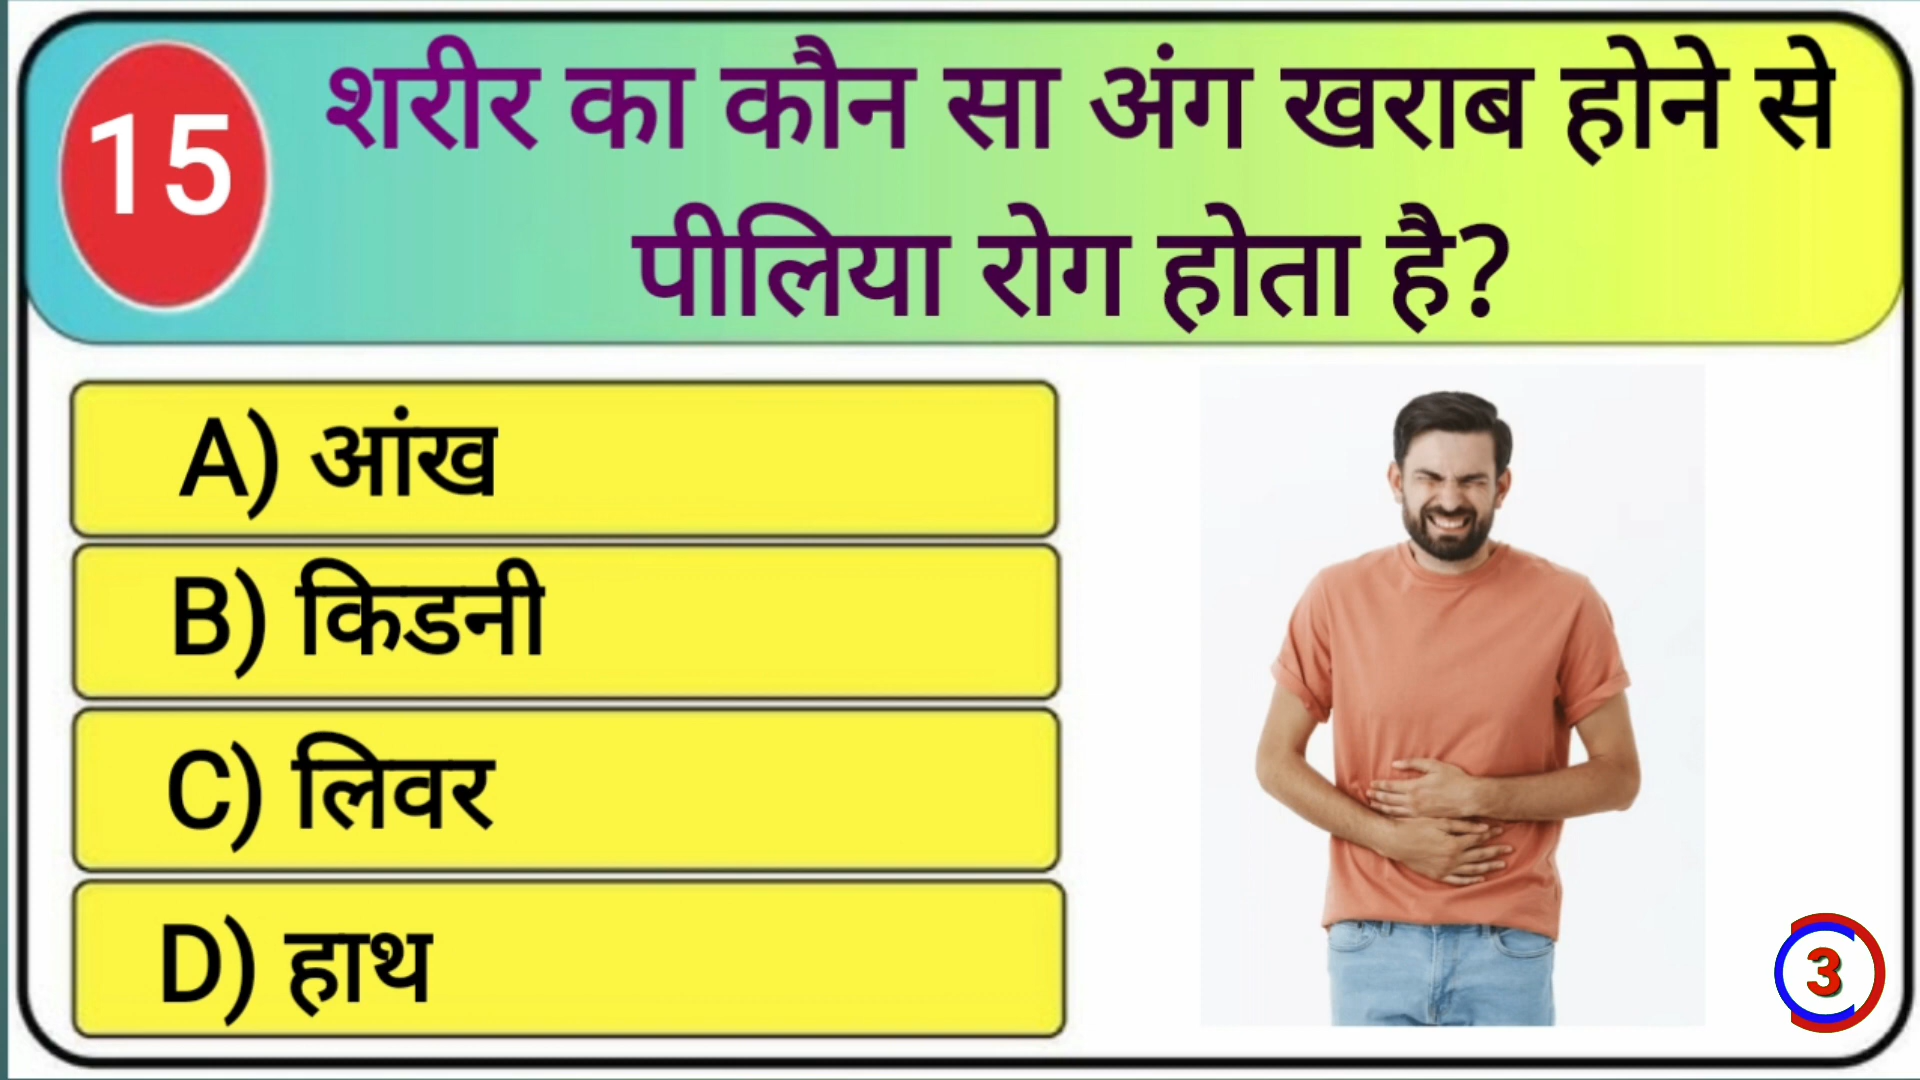 15
शरीर का कौन सा अंग खराब होने से
पीलिया रोग होता है?
A) आंख
B) किडनी
C) लिवर
D) हाथ
3